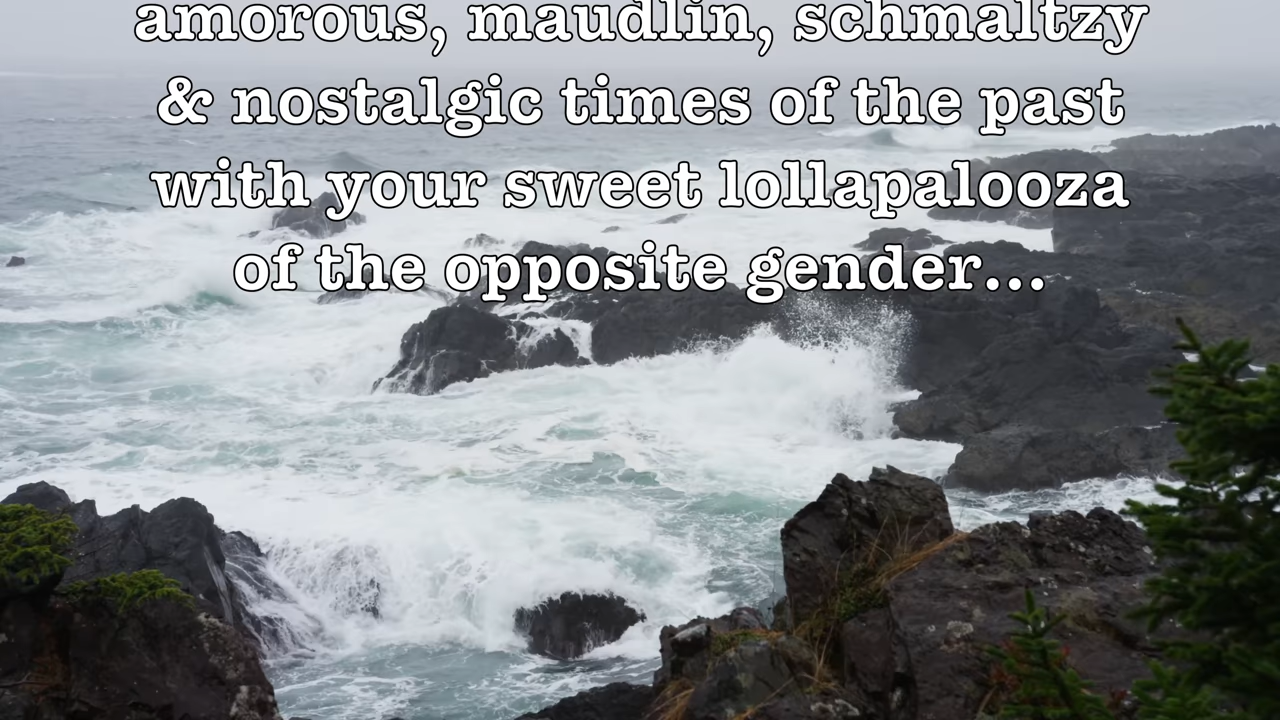 amorous, maudlin, schmaltzy
& nostalgic times of the past
with your sweet lollapalooza
of the opposite gender...